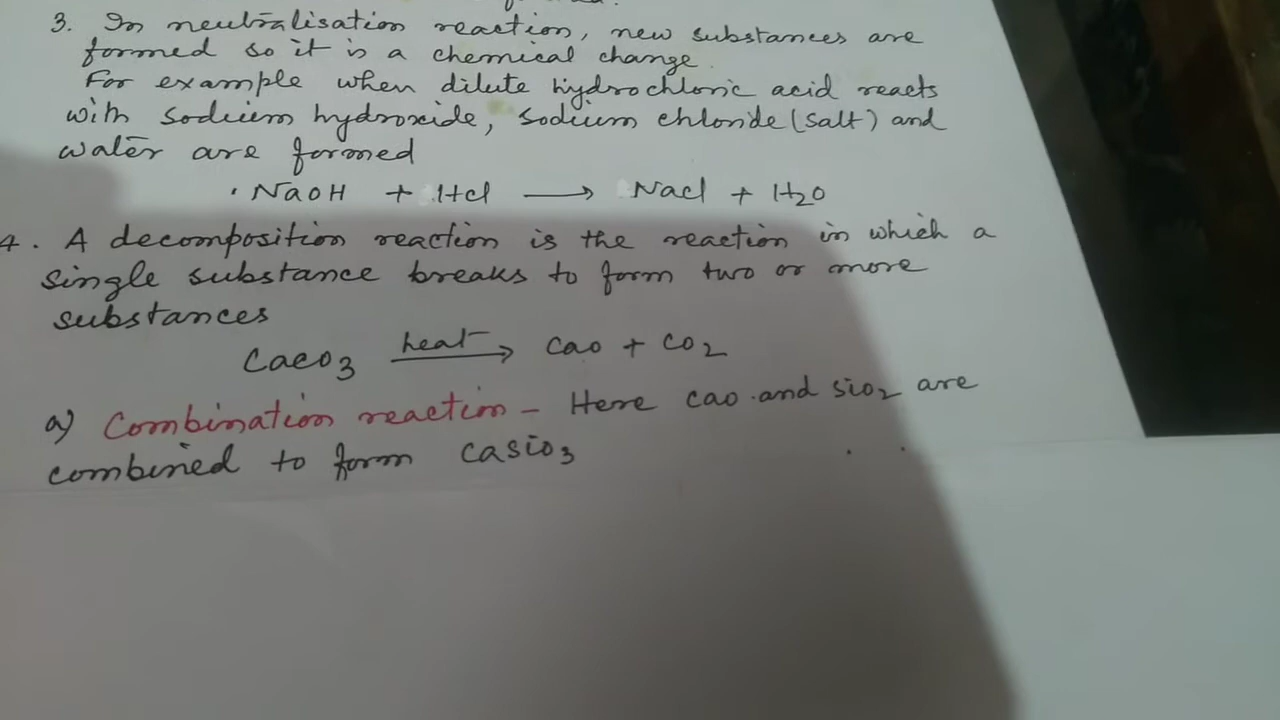 3. In neutralisation reaction, new substances are
formed so it is a chemical change.
For example when dilute hydrochloric acid reacts
with sodium hydroxide, sodium chloride (salt) and
water are formed
NaOH + Hcl ⟶ Nacl + H₂O
4. A decomposition reaction is the reaction in which a
single substance breaks to form two or more
substances
Caco₃ heat⟶ cao + CO₂
a) Combination reaction - Here cao and sio₂ are
combined to form casio₃